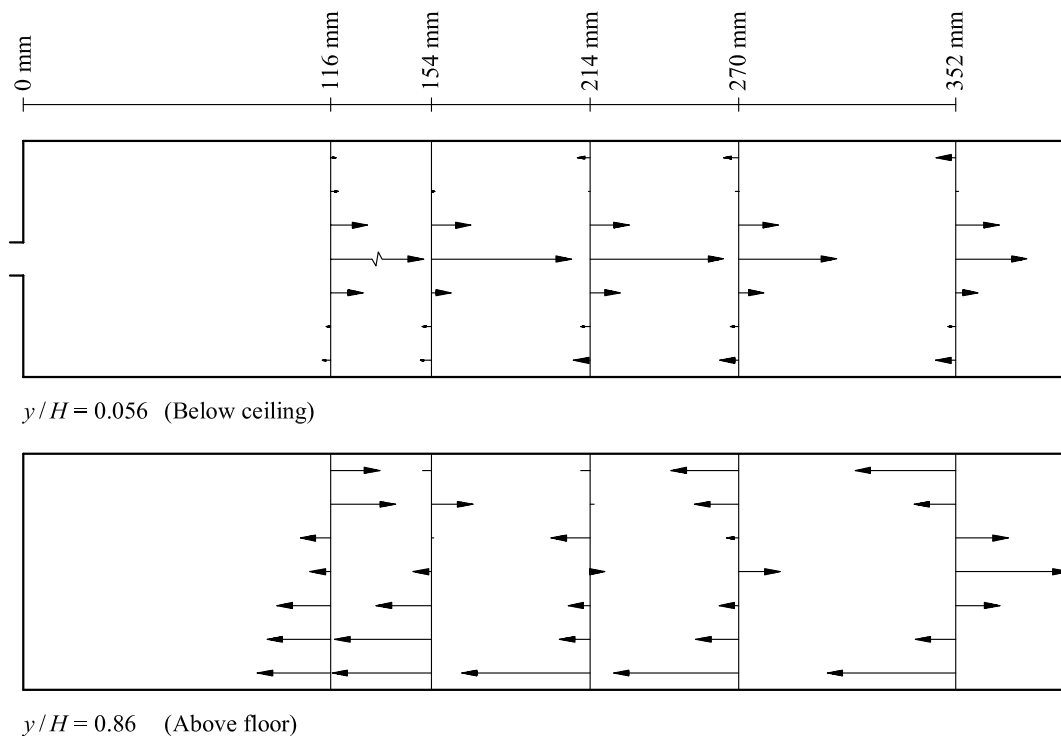 0 mm
116 mm
154 mm
214 mm
270 mm
352 mm
y / H = 0.056 (Below ceiling)
y / H = 0.86 (Above floor)